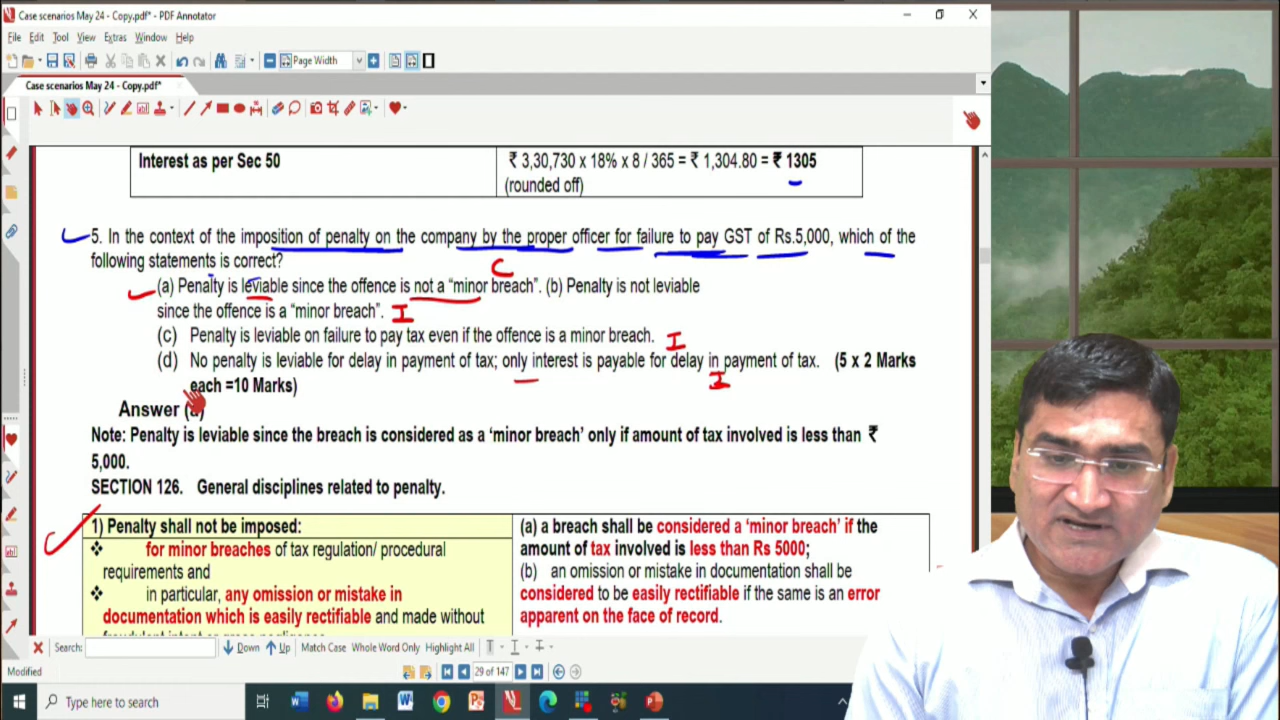 Case scenarios May 24 - Copy.pdf* - PDF Annotator
File Edit Tool View Extras Window Help
Page Width
Case scenarios May 24 - Copy.pdf*
Interest as per Sec 50
₹ 3,30,730 x 18% x 8 / 365 = ₹ 1,304.80 = ₹ 1305
(rounded off)
5. In the context of the imposition of penalty on the company by the proper officer for failure to pay GST of Rs.5,000, which of the
following statements is correct?
C
(a) Penalty is leviable since the offence is not a "minor breach". (b) Penalty is not leviable
since the offence is a "minor breach". I
(c) Penalty is leviable on failure to pay tax even if the offence is a minor breach. I
(d) No penalty is leviable for delay in payment of tax; only interest is payable for delay in payment of tax. (5 x 2 Marks
I
each =10 Marks)
Answer (a)
Note: Penalty is leviable since the breach is considered as a 'minor breach' only if amount of tax involved is less than ₹
5,000.
SECTION 126. General disciplines related to penalty.
1) Penalty shall not be imposed:
for minor breaches of tax regulation/ procedural
requirements and
in particular, any omission or mistake in
documentation which is easily rectifiable and made without
(a) a breach shall be considered a 'minor breach' if the
amount of tax involved is less than Rs 5000;
(b) an omission or mistake in documentation shall be
considered to be easily rectifiable if the same is an error
apparent on the face of record.
Search: Down Up Match Case Whole Word Only Highlight All
Modified
29 of 147
Type here to search